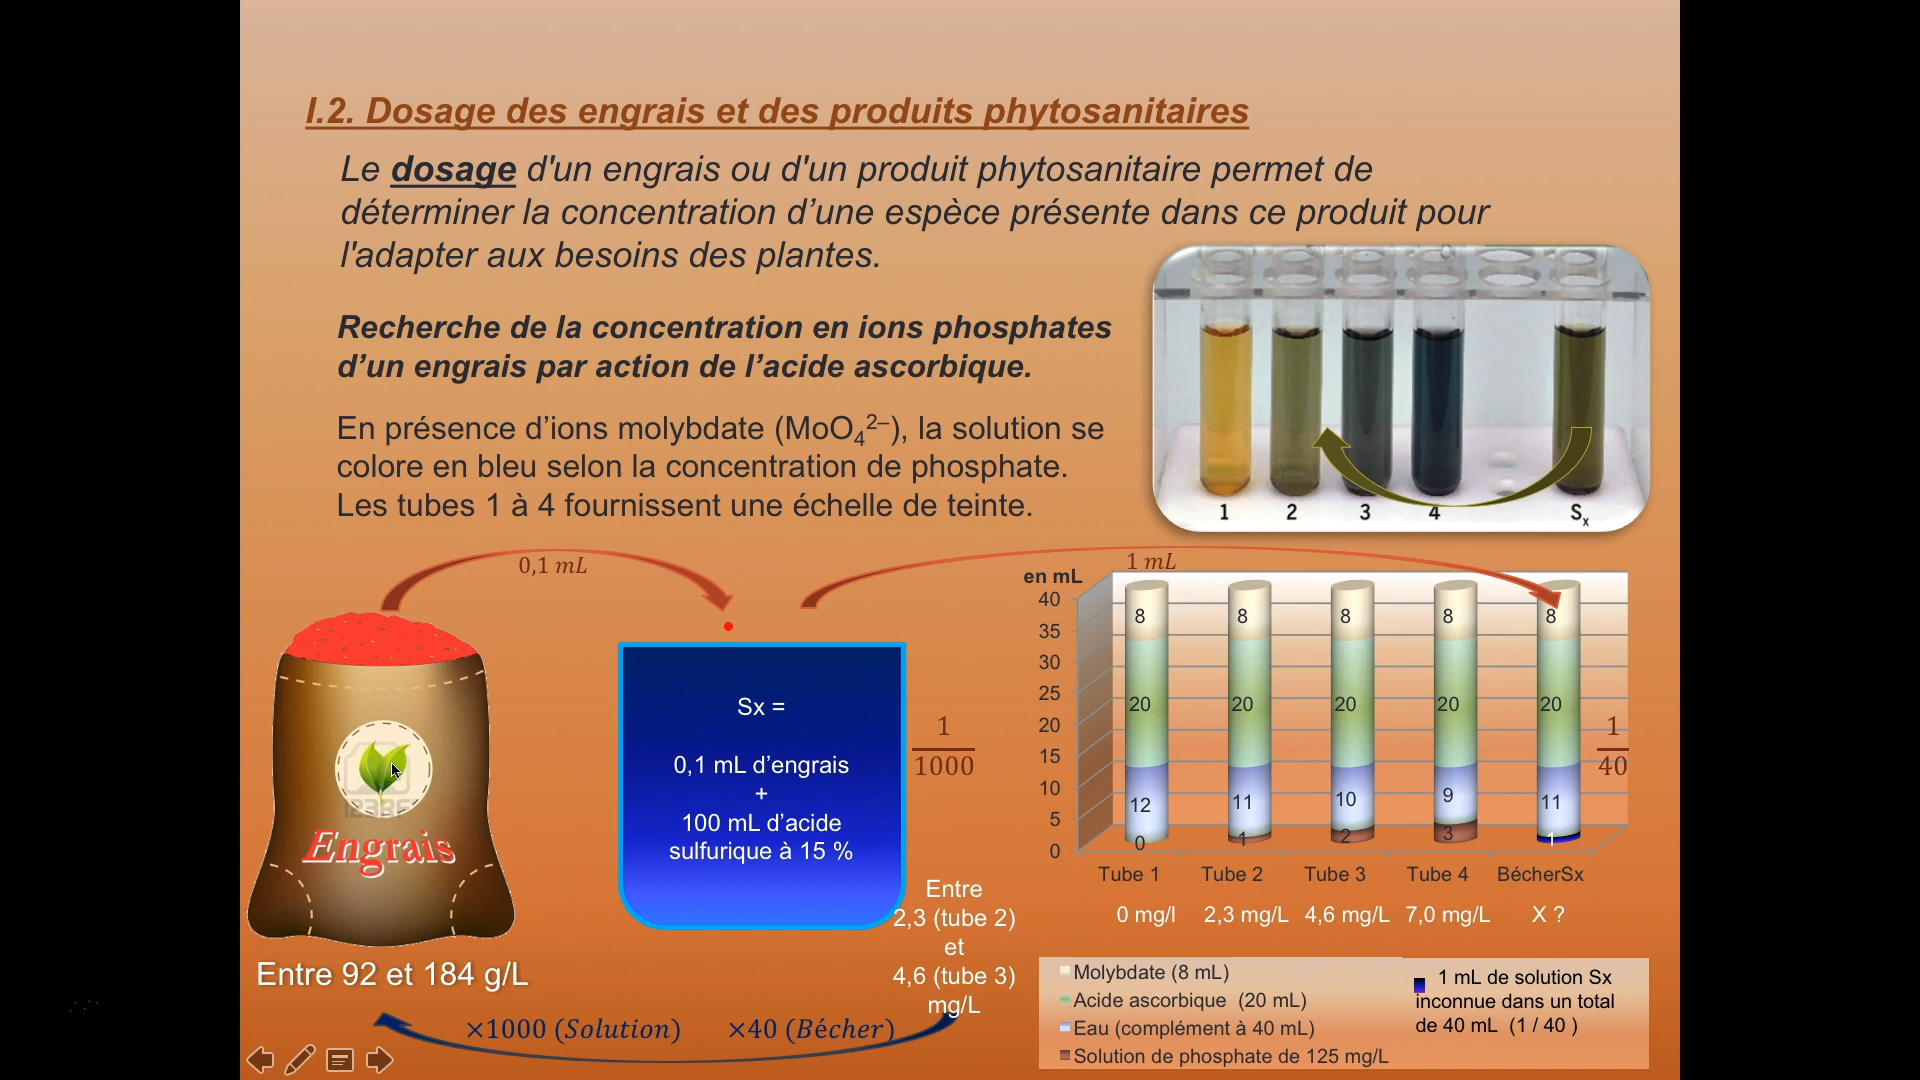 I.2. Dosage des engrais et des produits phytosanitaires
Le dosage d'un engrais ou d'un produit phytosanitaire permet de
déterminer la concentration d’une espèce présente dans ce produit pour
l'adapter aux besoins des plantes.
Recherche de la concentration en ions phosphates
d’un engrais par action de l’acide ascorbique.
En présence d’ions molybdate (MoO₄²⁻), la solution se
colore en bleu selon la concentration de phosphate.
Les tubes 1 à 4 fournissent une échelle de teinte.
1 2 3 4 Sₓ
0,1 mL
1 mL
Engrais
Entre 92 et 184 g/L
Sx =
0,1 mL d’engrais
+
100 mL d’acide
sulfurique à 15 %
1
1000
Entre
2,3 (tube 2)
et
4,6 (tube 3)
mg/L
×1000 (Solution) ×40 (Bécher)
en mL
40
35
30
25
20
15
10
5
0
8 8 8 8 8
20 20 20 20 20
12 11 10 9 11
0 1 2 3 1
1
40
Tube 1 Tube 2 Tube 3 Tube 4 BécherSx
0 mg/l 2,3 mg/L 4,6 mg/L 7,0 mg/L X ?
Molybdate (8 mL)
Acide ascorbique (20 mL)
Eau (complément à 40 mL)
Solution de phosphate de 125 mg/L
1 mL de solution Sx
inconnue dans un total
de 40 mL (1 / 40 )